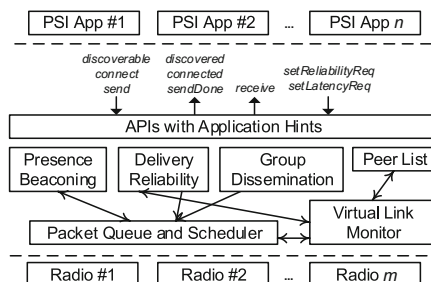 PSI App #1 PSI App #2 ... PSI App n
discoverable discovered
connect connected receive setReliabilityReq
send sendDone setLatencyReq
APIs with Application Hints
Presence Beaconing
Delivery Reliability
Group Dissemination
Peer List
Packet Queue and Scheduler
Virtual Link Monitor
Radio #1 Radio #2 ... Radio m